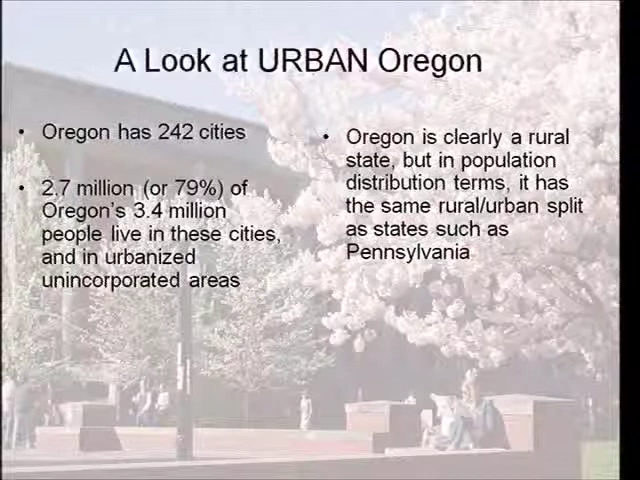 A Look at URBAN Oregon
• Oregon has 242 cities
• 2.7 million (or 79%) of
Oregon's 3.4 million
people live in these cities,
and in urbanized
unincorporated areas
• Oregon is clearly a rural
state, but in population
distribution terms, it has
the same rural/urban split
as states such as
Pennsylvania